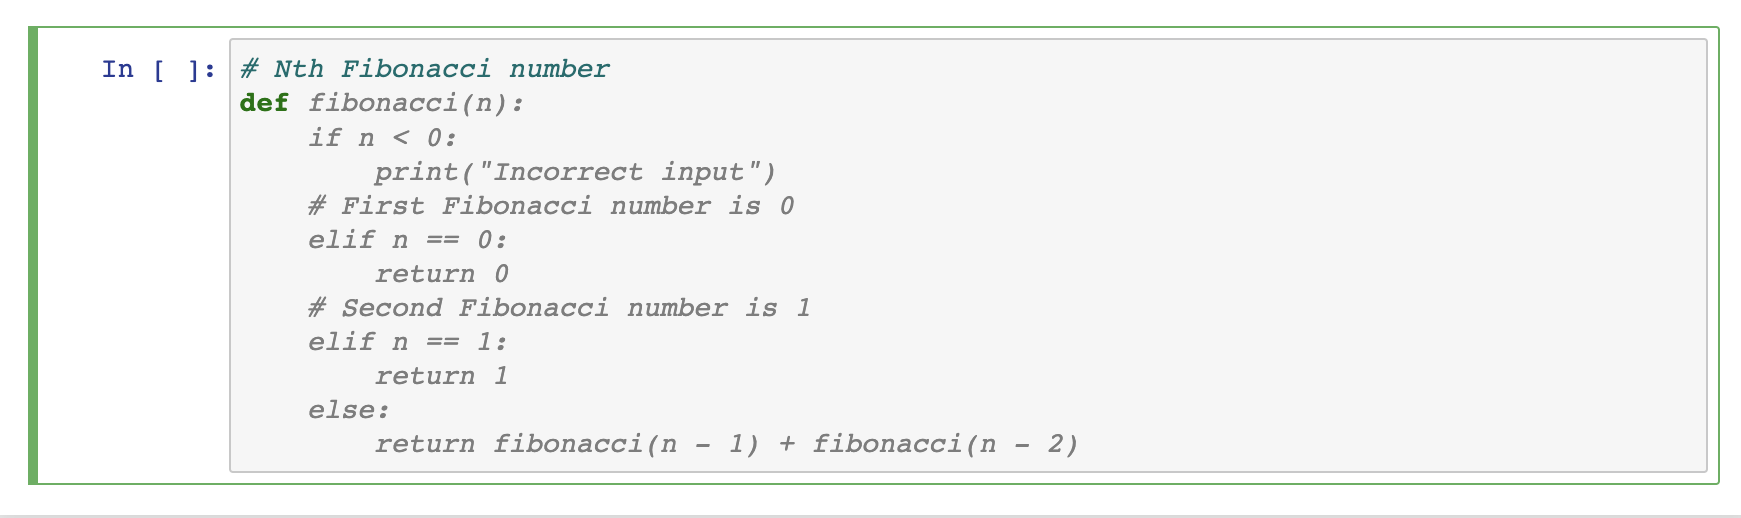 In [ ]: # Nth Fibonacci number
def fibonacci(n):
    if n < 0:
        print("Incorrect input")
    # First Fibonacci number is 0
    elif n == 0:
        return 0
    # Second Fibonacci number is 1
    elif n == 1:
        return 1
    else:
        return fibonacci(n - 1) + fibonacci(n - 2)